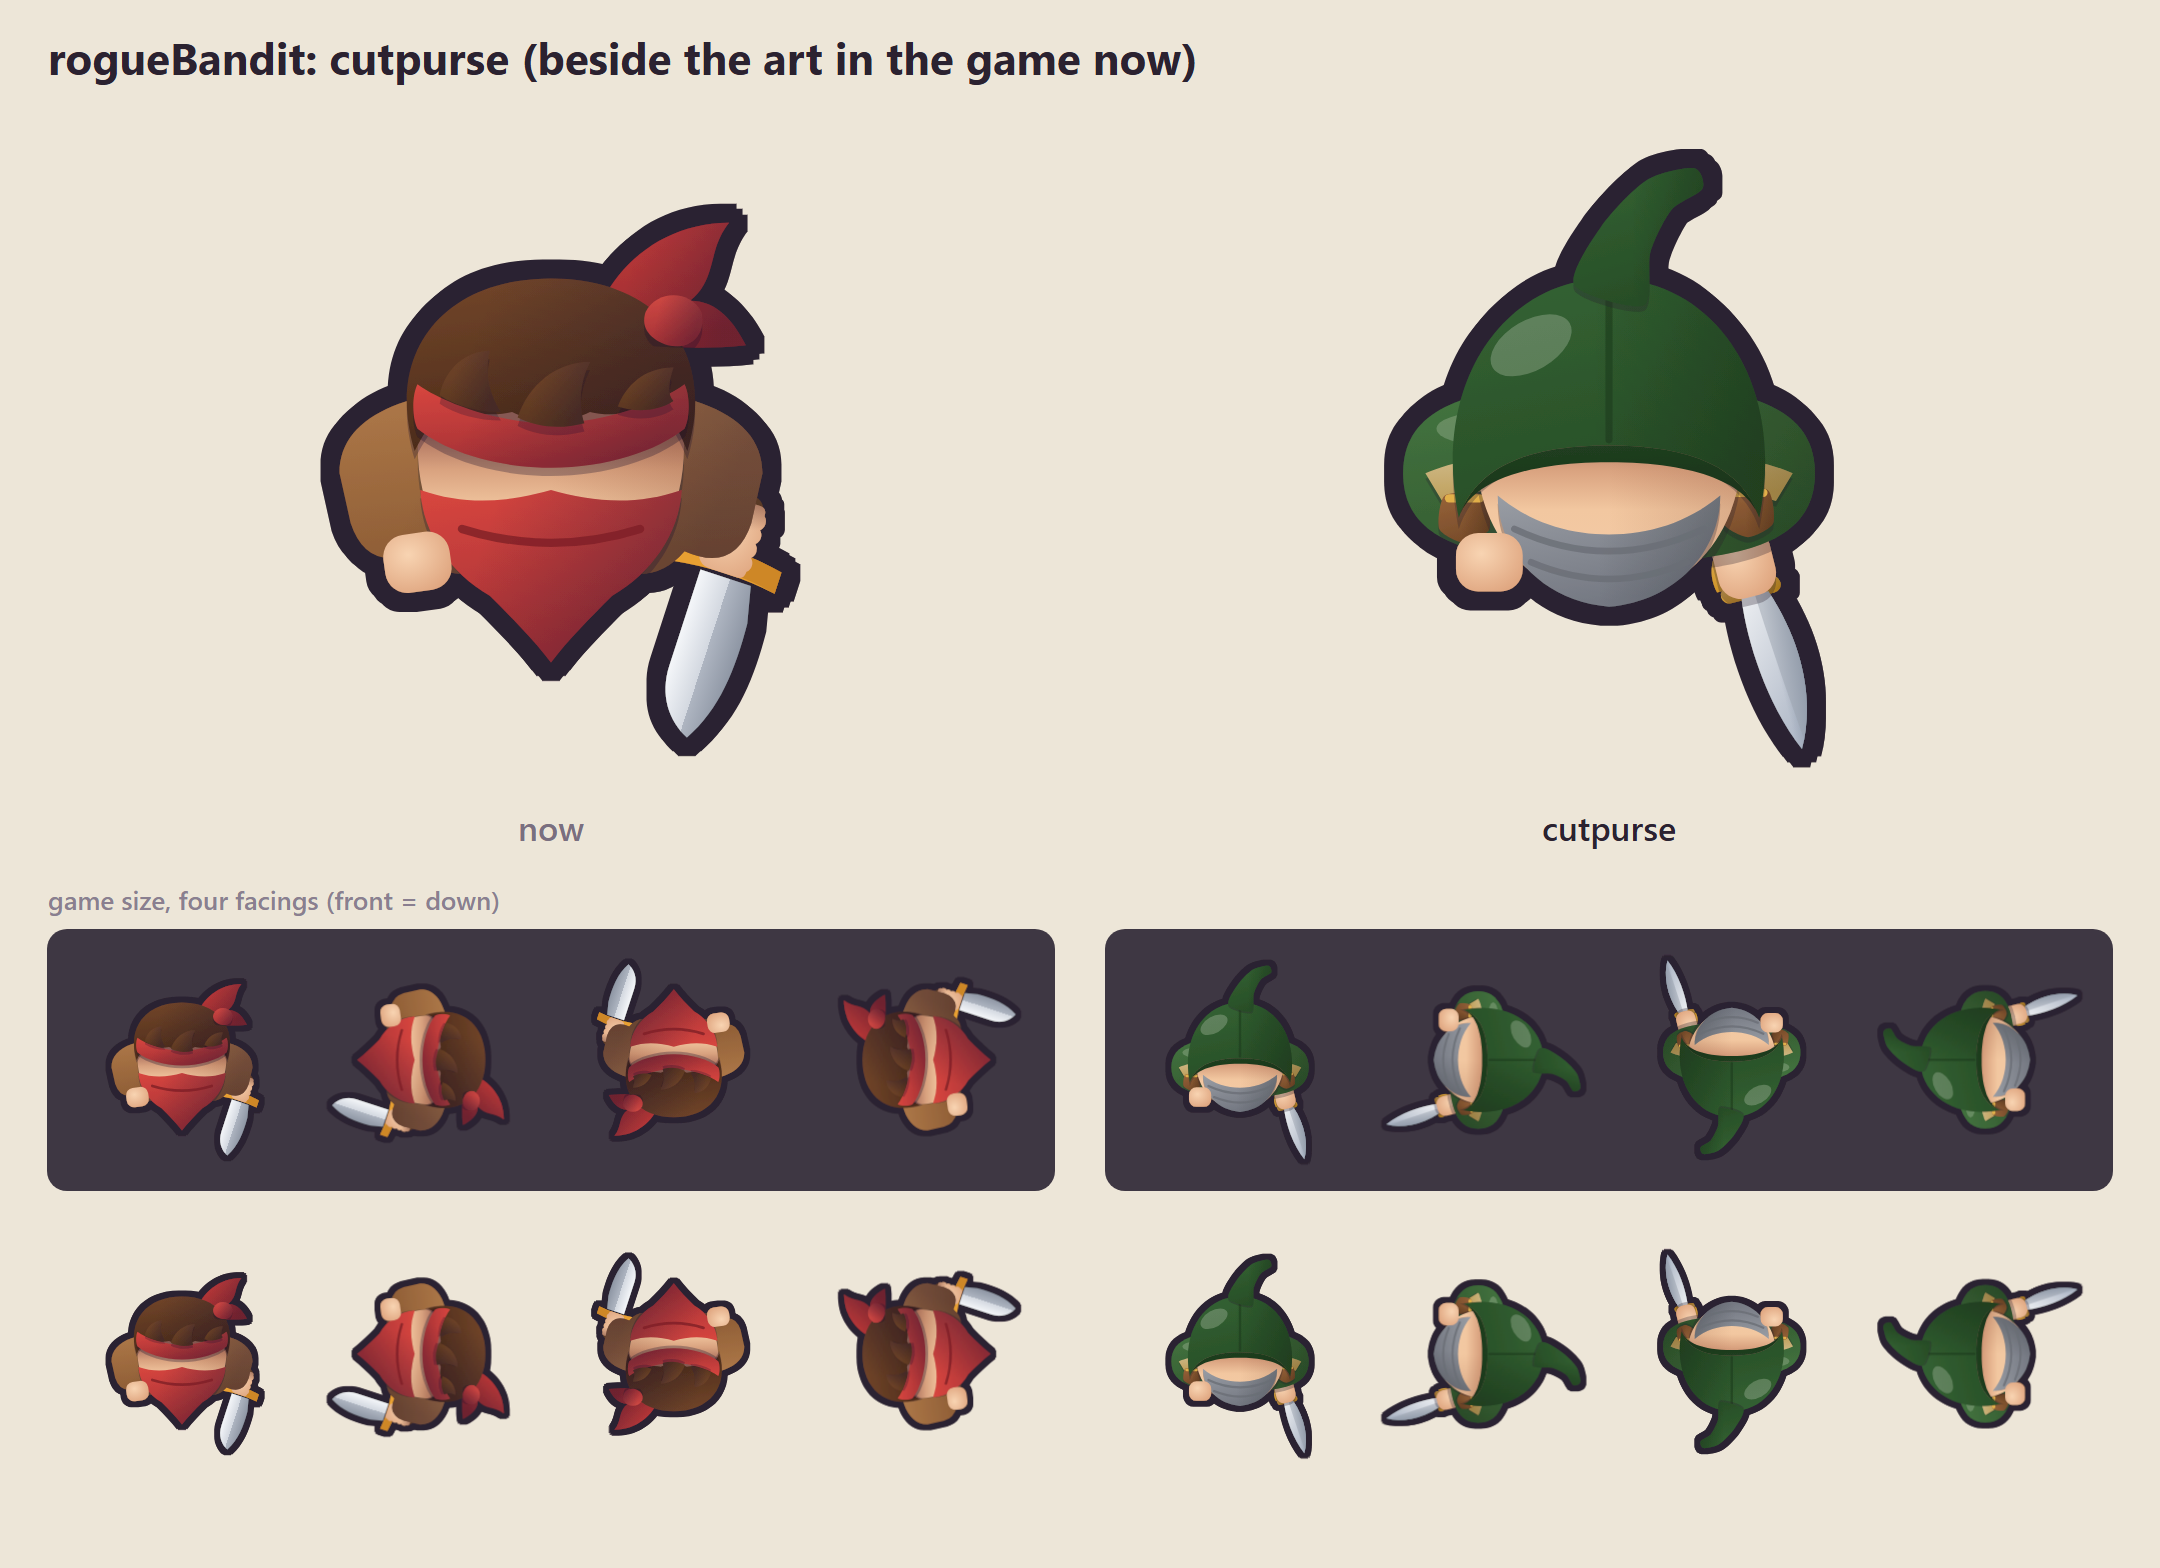 rogueBandit: cutpurse (beside the art in the game now)
now
cutpurse
game size, four facings (front = down)